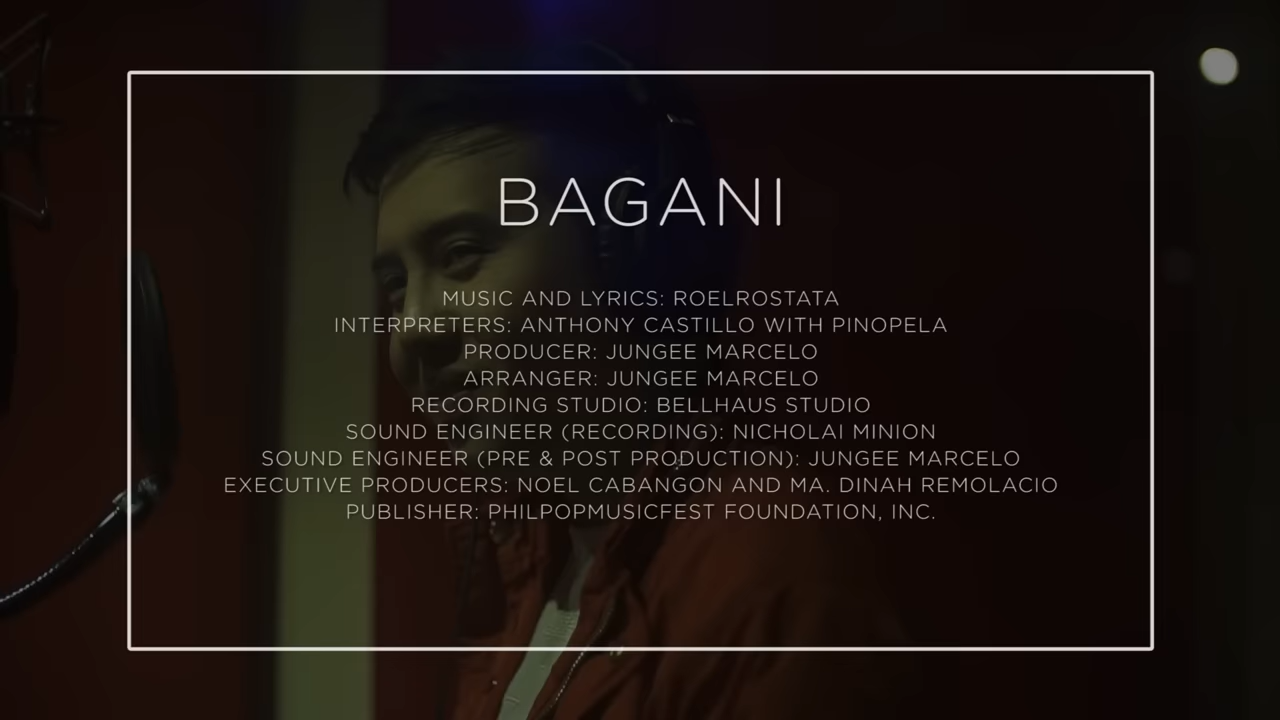 BAGANI
MUSIC AND LYRICS: ROELROSTATA
INTERPRETERS: ANTHONY CASTILLO WITH PINOPELA
PRODUCER: JUNGEE MARCELO
ARRANGER: JUNGEE MARCELO
RECORDING STUDIO: BELLHAUS STUDIO
SOUND ENGINEER (RECORDING): NICHOLAI MINION
SOUND ENGINEER (PRE & POST PRODUCTION): JUNGEE MARCELO
EXECUTIVE PRODUCERS: NOEL CABANGON AND MA. DINAH REMOLACIO
PUBLISHER: PHILPOPMUSICFEST FOUNDATION, INC.